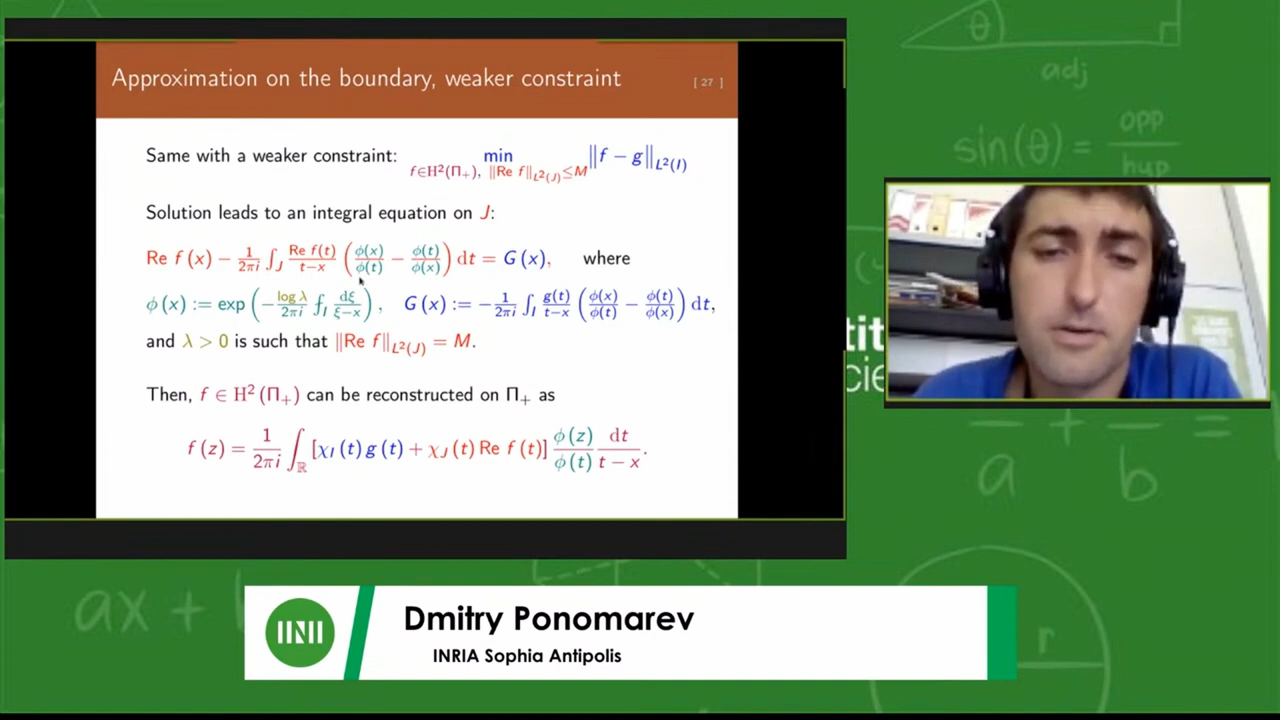 Approximation on the boundary, weaker constraint [ 27 ]
Same with a weaker constraint: min_{f∈H²(Π₊), ‖Re f‖_{L²(J)}≤M} ‖f − g‖_{L²(I)}
Solution leads to an integral equation on J:
Re f (x) − 1/(2πi) ∫_J Re f(t)/(t−x) (ϕ(x)/ϕ(t) − ϕ(t)/ϕ(x)) dt = G (x), where
ϕ (x) := exp (−log λ/(2πi) ⨍_I dξ/(ξ−x)), G (x) := −1/(2πi) ∫_I g(t)/(t−x) (ϕ(x)/ϕ(t) − ϕ(t)/ϕ(x)) dt,
and λ > 0 is such that ‖Re f‖_{L²(J)} = M.
Then, f ∈ H² (Π₊) can be reconstructed on Π₊ as
f (z) = 1/(2πi) ∫_ℝ [χ_I (t) g (t) + χ_J (t) Re f (t)] ϕ (z)/ϕ (t) dt/(t − x).
θ
adj
sin(θ) = opp/hyp
tit
cie
a + b =
ax +
r
Dmitry Ponomarev
INRIA Sophia Antipolis